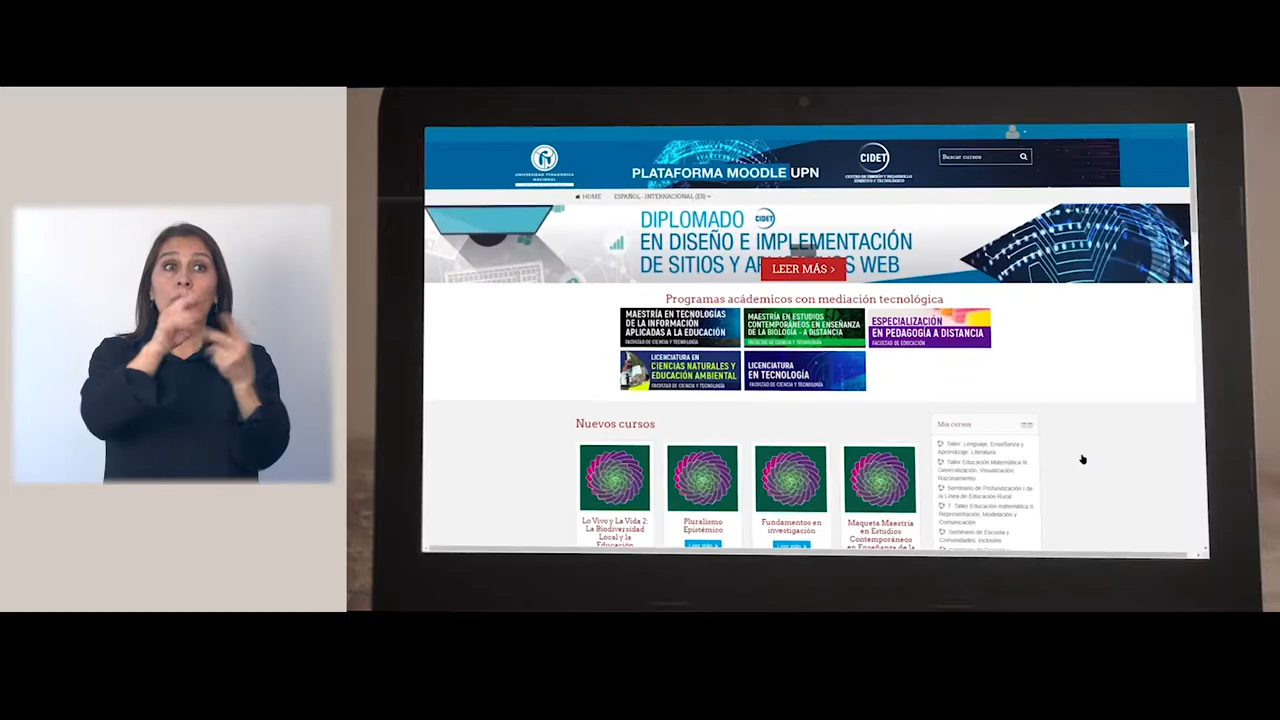 UNIVERSIDAD PEDAGÓGICA
NACIONAL
PLATAFORMA MOODLE UPN
CIDET
CENTRO DE DISEÑO Y DESARROLLO
Buscar cursos
HOME
ESPAÑOL - INTERNACIONAL (ES)
DIPLOMADO CIDET
EN DISEÑO E IMPLEMENTACIÓN
DE SITIOS Y WEB
LEER MÁS >
Programas académicos con mediación tecnológica
MAESTRÍA EN TECNOLOGÍAS
DE LA INFORMACIÓN
APLICADAS A LA EDUCACIÓN
FACULTAD DE CIENCIA Y TECNOLOGÍA
MAESTRÍA EN ESTUDIOS
CONTEMPORÁNEOS EN ENSEÑANZA
DE LA BIOLOGÍA - A DISTANCIA
FACULTAD DE CIENCIA Y TECNOLOGÍA
ESPECIALIZACIÓN
EN PEDAGOGÍA A DISTANCIA
FACULTAD DE EDUCACIÓN
LICENCIATURA EN
CIENCIAS NATURALES Y
EDUCACIÓN AMBIENTAL
FACULTAD DE CIENCIA Y TECNOLOGÍA
LICENCIATURA
EN TECNOLOGÍA
FACULTAD DE CIENCIA Y TECNOLOGÍA
Nuevos cursos
Lo Vivo y La Vida 2:
La Biodiversidad
Local y la
Educación
Pluralismo
Epistémico
Leer más >
Fundamentos en
investigación
Leer más >
Maqueta Maestría
en Estudios
Contemporáneos
en Enseñanza de la
Mis cursos
Taller: Lenguaje, Enseñanza y
Aprendizaje: Literatura
Taller Educación Matemática III:
Generalización, Visualización,
Razonamiento
Seminario de Profundización I de
la Línea de Educación Rural
7. Taller Educación matemática II:
Representación, Modelación y
Comunicación
Seminario de Escuela y
Comunidades: Inclusión